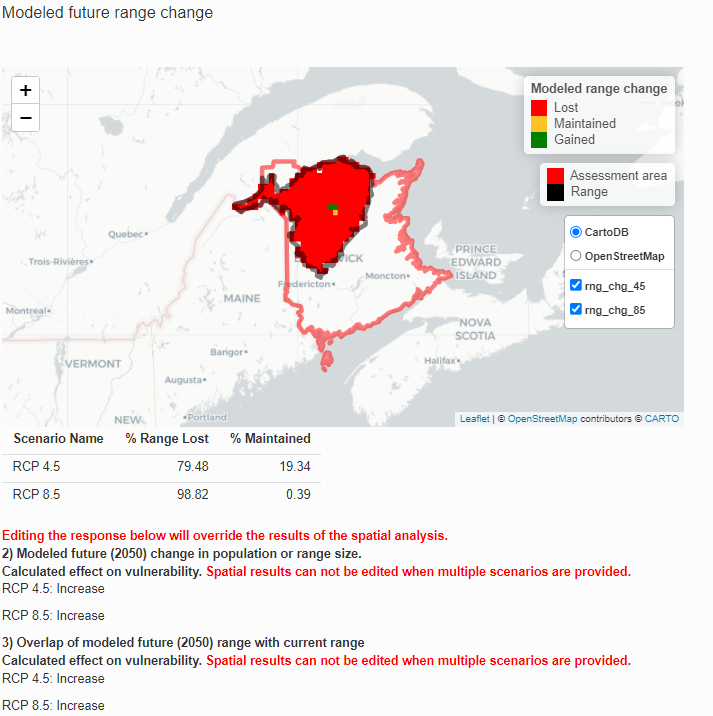 Modeled future range change
+
−
Modeled range change
Lost
Maintained
Gained
Assessment area
Range
CartoDB
OpenStreetMap
rng_chg_45
rng_chg_85
Quebec
Trois-Rivières
Montreal
VERMONT
NEW
MAINE
Bangor
Augusta
Portland
Fredericton
WICK
Moncton
PRINCE
EDWARD
ISLAND
NOVA
SCOTIA
Halifax
Leaflet | © OpenStreetMap contributors © CARTO
Scenario Name % Range Lost % Maintained
RCP 4.5 79.48 19.34
RCP 8.5 98.82 0.39
Editing the response below will override the results of the spatial analysis.
2) Modeled future (2050) change in population or range size.
Calculated effect on vulnerability. Spatial results can not be edited when multiple scenarios are provided.
RCP 4.5: Increase
RCP 8.5: Increase
3) Overlap of modeled future (2050) range with current range
Calculated effect on vulnerability. Spatial results can not be edited when multiple scenarios are provided.
RCP 4.5: Increase
RCP 8.5: Increase